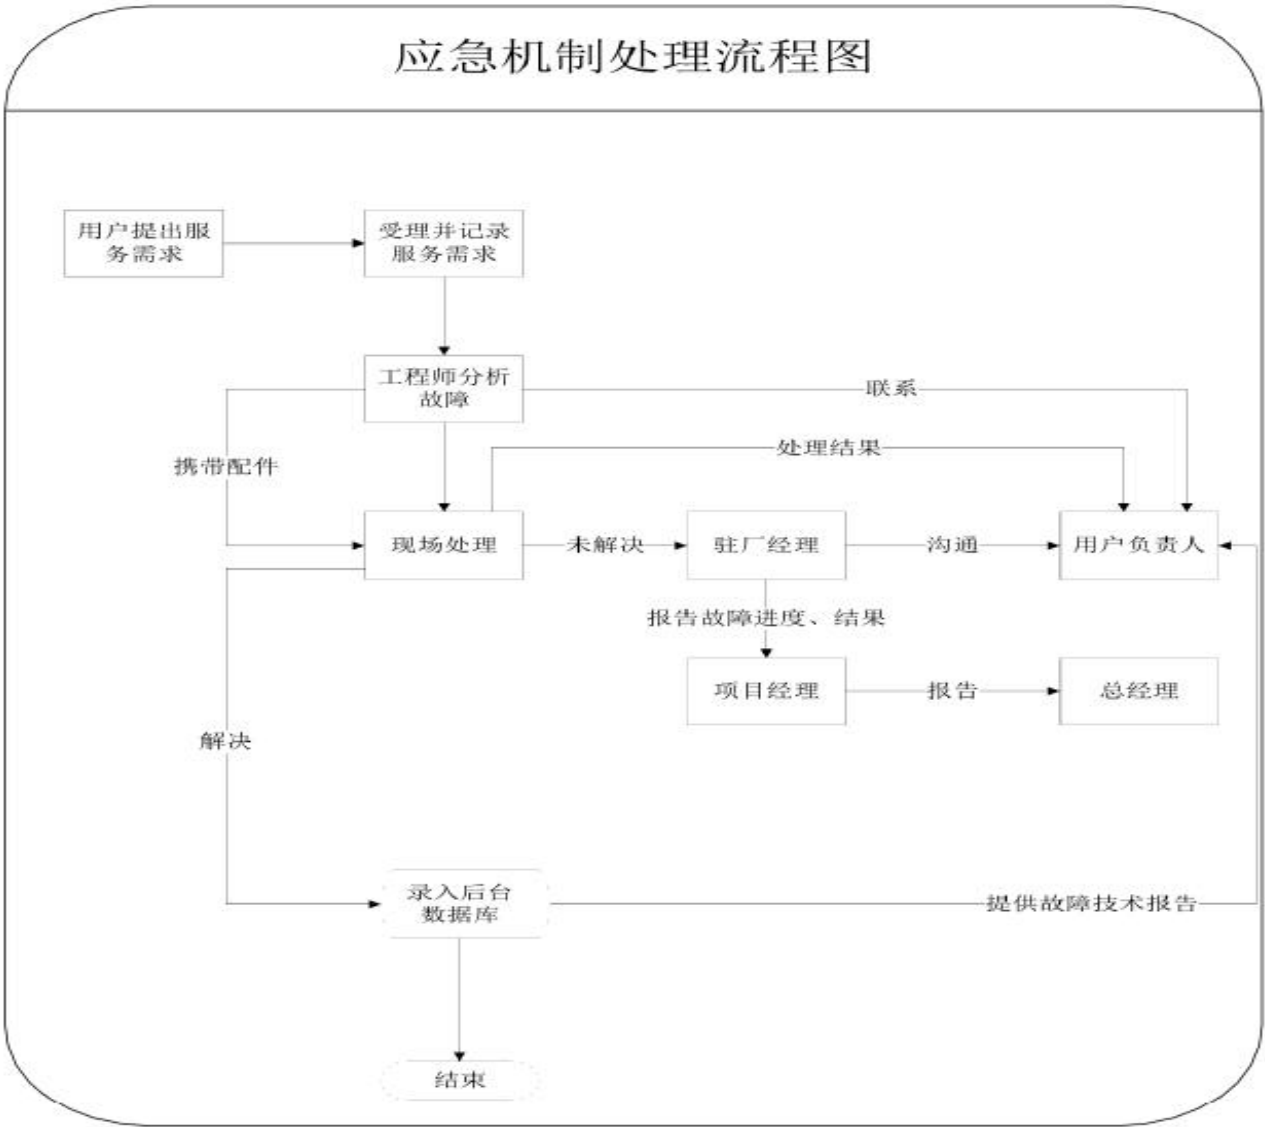 应急机制处理流程图
用户提出服
务需求
受理并记录
服务需求
工程师分析
故障
联系
处理结果
携带配件
现场处理
未解决
驻厂经理
沟通
用户负责人
报告故障进度、结果
项目经理
报告
总经理
解决
录入后台
数据库
提供故障技术报告
结束